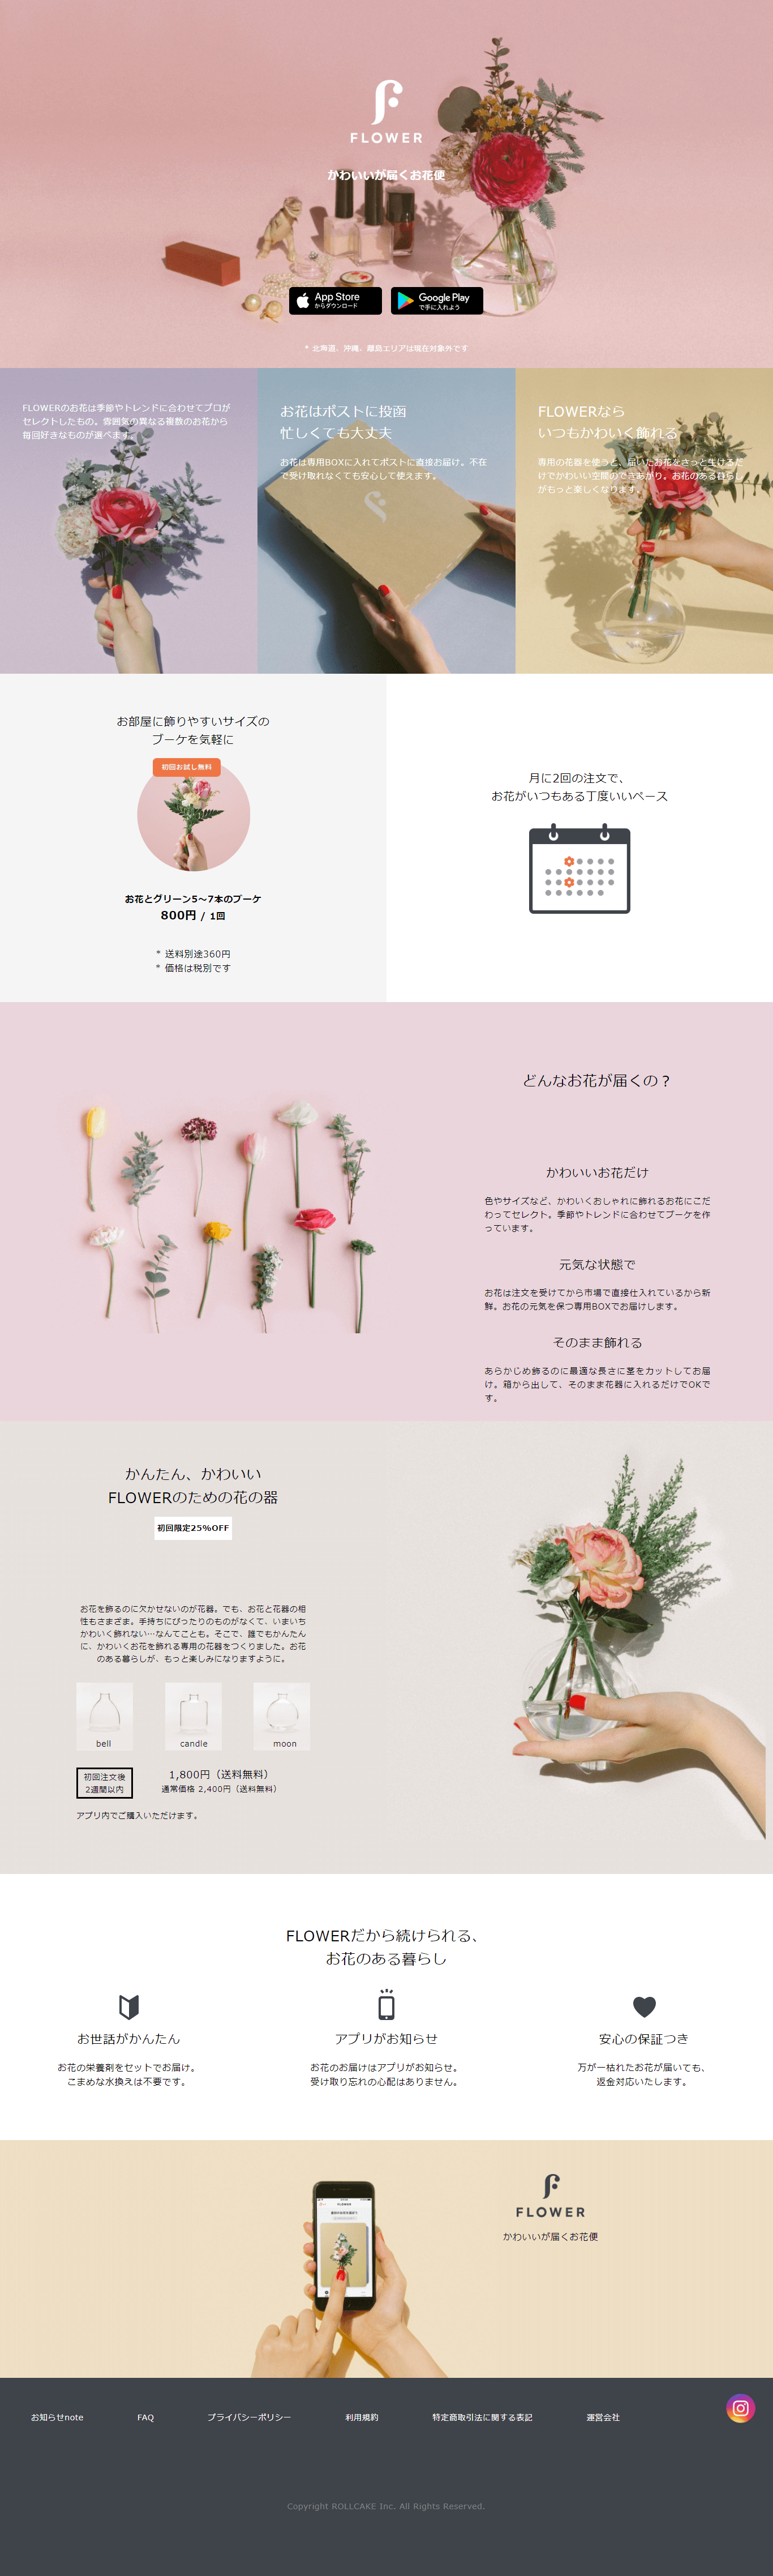 FLOWER
かわいいが届くお花便
App Store
からダウンロード
Google Play
で手に入れよう
* 北海道、沖縄、離島エリアは現在対象外です
FLOWERのお花は季節やトレンドに合わせてプロが
セレクトしたもの。雰囲気の異なる複数のお花から
毎回好きなものが選べます。
お花はポストに投函
忙しくても大丈夫
お花は専用BOXに入れてポストに直接お届け。不在
で受け取れなくても安心して使えます。
FLOWERなら
いつもかわいく飾れる
専用の花器を使うと、届いたお花をさっと生けるだ
けでかわいい空間のできあがり。お花のある暮らし
がもっと楽しくなります。
お部屋に飾りやすいサイズの
ブーケを気軽に
初回お試し無料
お花とグリーン5〜7本のブーケ
800円 / 1回
* 送料別途360円
* 価格は税別です
月に2回の注文で、
お花がいつもある丁度いいペース
どんなお花が届くの？
かわいいお花だけ
色やサイズなど、かわいくおしゃれに飾れるお花にこだ
わってセレクト。季節やトレンドに合わせてブーケを作
っています。
元気な状態で
お花は注文を受けてから市場で直接仕入れているから新
鮮。お花の元気を保つ専用BOXでお届けします。
そのまま飾れる
あらかじめ飾るのに最適な長さに茎をカットしてお届
け。箱から出して、そのまま花器に入れるだけでOKで
す。
かんたん、かわいい
FLOWERのための花の器
初回限定25%OFF
お花を飾るのに欠かせないのが花器。でも、お花と花器の相
性もさまざま。手持ちにぴったりのものがなくて、いまいち
かわいく飾れない…なんてことも。そこで、誰でもかんたん
に、かわいくお花を飾れる専用の花器をつくりました。お花
のある暮らしが、もっと楽しみになりますように。
bell
candle
moon
初回注文後
2週間以内
1,800円（送料無料）
通常価格 2,400円（送料無料）
アプリ内でご購入いただけます。
FLOWERだから続けられる、
お花のある暮らし
お世話がかんたん
お花の栄養剤をセットでお届け。
こまめな水換えは不要です。
アプリがお知らせ
お花のお届けはアプリがお知らせ。
受け取り忘れの心配はありません。
安心の保証つき
万が一枯れたお花が届いても、
返金対応いたします。
FLOWER
FLOWER
かわいいが届くお花便
お知らせnote
FAQ
プライバシーポリシー
利用規約
特定商取引法に関する表記
運営会社
Copyright ROLLCAKE Inc. All Rights Reserved.